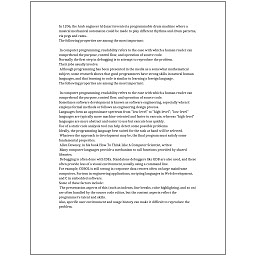 In 1206, the Arab engineer Al-Jazari invented a programmable drum machine where a
musical mechanical automaton could be made to play different rhythms and drum patterns,
via pegs and cams.
The following properties are among the most important:
In computer programming, readability refers to the ease with which a human reader can
comprehend the purpose, control flow, and operation of source code.
Normally the first step in debugging is to attempt to reproduce the problem.
Their jobs usually involve:
Although programming has been presented in the media as a somewhat mathematical
subject, some research shows that good programmers have strong skills in natural human
languages, and that learning to code is similar to learning a foreign language.
The following properties are among the most important:
In computer programming, readability refers to the ease with which a human reader can
comprehend the purpose, control flow, and operation of source code.
Sometimes software development is known as software engineering, especially when it
employs formal methods or follows an engineering design process.
Languages form an approximate spectrum from "low-level" to "high-level"; "low-level"
languages are typically more machine-oriented and faster to execute, whereas "high-level"
languages are more abstract and easier to use but execute less quickly.
Use of a static code analysis tool can help detect some possible problems.
Ideally, the programming language best suited for the task at hand will be selected.
Whatever the approach to development may be, the final program must satisfy some
fundamental properties.
Allen Downey, in his book How To Think Like A Computer Scientist, writes:
Many computer languages provide a mechanism to call functions provided by shared
libraries.
Debugging is often done with IDEs. Standalone debuggers like GDB are also used, and these
often provide less of a visual environment, usually using a command line.
For example, COBOL is still strong in corporate data centers often on large mainframe
computers, Fortran in engineering applications, scripting languages in Web development,
and C in embedded software.
Some of these factors include:
The presentation aspects of this (such as indents, line breaks, color highlighting, and so on)
are often handled by the source code editor, but the content aspects reflect the
programmer's talent and skills.
Also, specific user environment and usage history can make it difficult to reproduce the
problem.